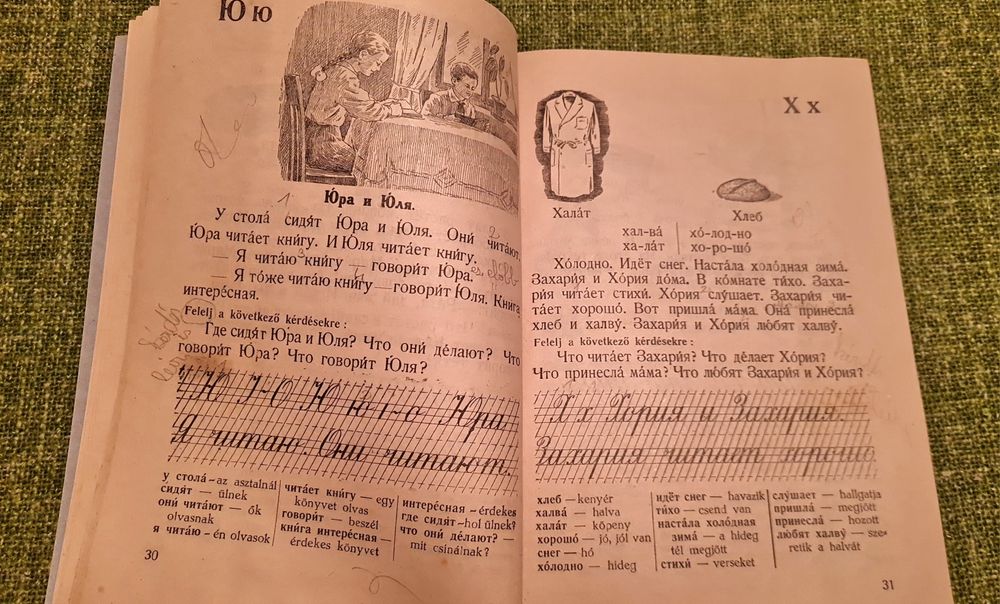 Ю ю
Ю́ра и Ю́ля.
У стола́ сидя́т Ю́ра и Ю́ля. Они́ чита́ют.
Ю́ра чита́ет кни́гу. И Ю́ля чита́ет кни́гу.
— Я чита́ю кни́гу — говори́т Ю́ра.
— Я то́же чита́ю кни́гу — говори́т Ю́ля. Книга
интере́сная.
Felelj a következő kérdésekre :
Где сидя́т Ю́ра и Ю́ля? Что они́ де́лают? Что
говори́т Ю́ра? Что говори́т Ю́ля?
Ю Ю ю Юра
Я читаю. Они читают.
у стола́ – az asztalnál
сидя́т — ülnek
они́ чита́ют — ők
olvasnak
я чита́ю – én olvasok
чита́ет кни́гу — egy
könyvet olvas
говори́т — beszél
кни́га интере́сная —
érdekes könyvet
интере́сная – érdekes
где сидя́т – hol ülnek?
что они́ де́лают? —
mit csinálnak?
30
Х х
Хала́т
Хлеб
хал-ва́
ха-ла́т
хо́-лод-но
хо-ро-шо́
Хо́лодно. Идёт снег. Наста́ла холо́дная зима́.
Захари́я и Хо́рия до́ма. В ко́мнате ти́хо. Заха-
ри́я чита́ет стихи́. Хо́рия слу́шает. Захари́я чи-
та́ет хорошо́. Вот пришла́ ма́ма. Она́ принесла́
хлеб и халву́. Захари́я и Хо́рия лю́бят халву́.
Felelj a következő kérdésekre :
Что чита́ет Захари́я? Что де́лает Хо́рия?
Что принесла́ ма́ма? Что лю́бят Захари́я и Хо́рия?
Х х Хория и Захария.
Захария читает хорошо
хлеб — kenyér
халва́ — halva
хала́т — köpeny
хорошо́ — jó, jól van
снег — hó
хо́лодно — hideg
идёт снег — havazik
ти́хо — csend van
наста́ла холо́дная
зима́ — a hideg
tél megjött
стихи́ — verseket
слу́шает — hallgatja
пришла́ — megjött
принесла́ — hozott
лю́бят халву́ — sze-
retik a halvát
31